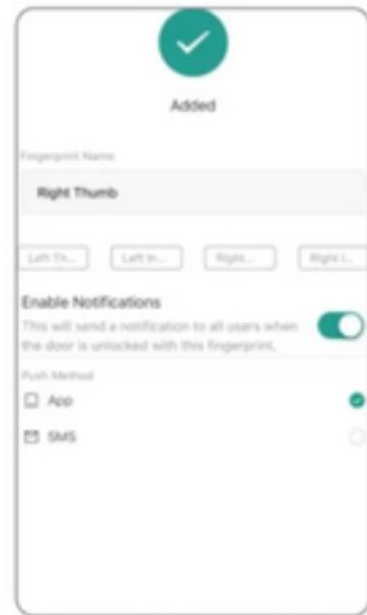 Added
Fingerprint Name
Right Thumb
Left Th... Left In... Right... Right I...
Enable Notifications
This will send a notification to all users when
the door is unlocked with this fingerprint.
Push Method
App
SMS